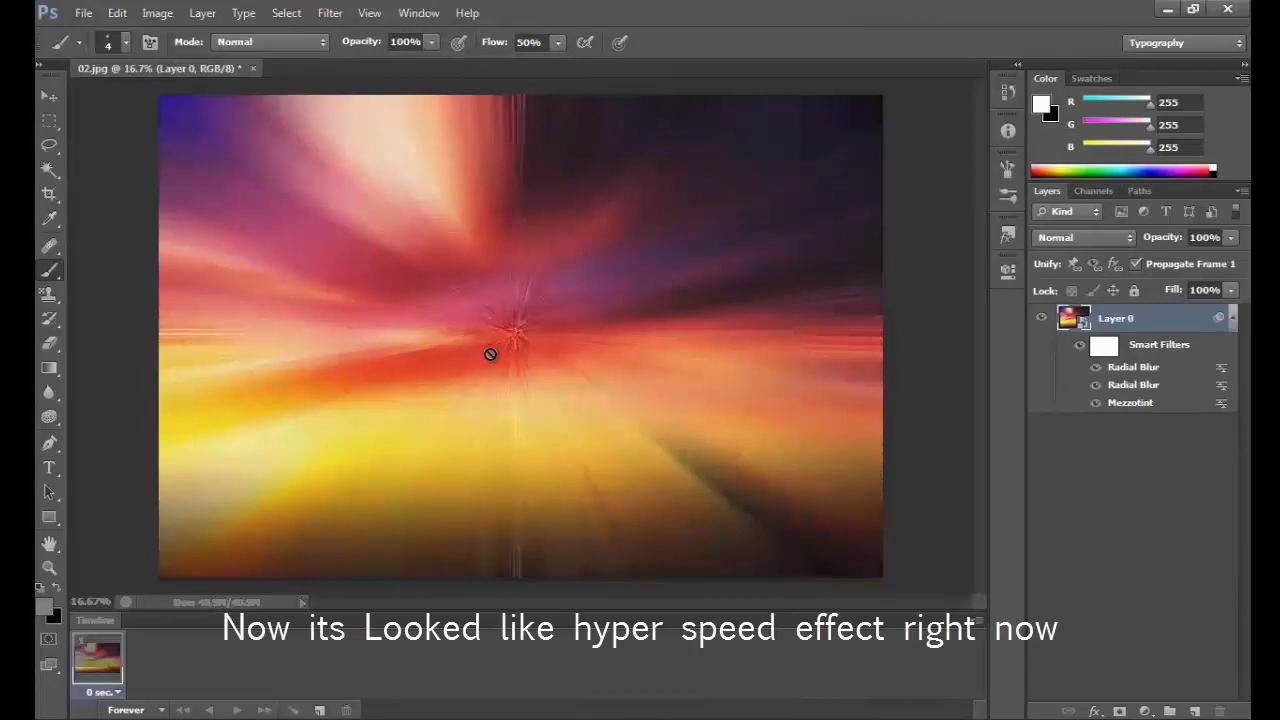 Ps File Edit Image Layer Type Select Filter View Window Help
4 Mode: Normal Opacity: 100% Flow: 50% Typography
02.jpg @ 16.7% (Layer 0, RGB/8) * ×
Color Swatches
R 255
G 255
B 255
Layers Channels Paths
Kind
Normal Opacity: 100%
Unify: Propagate Frame 1
Lock: Fill: 100%
Layer 0
Smart Filters
Radial Blur
Radial Blur
Mezzotint
16.67%
Timeline
Now its Looked like hyper speed effect right now
0 sec.
Forever